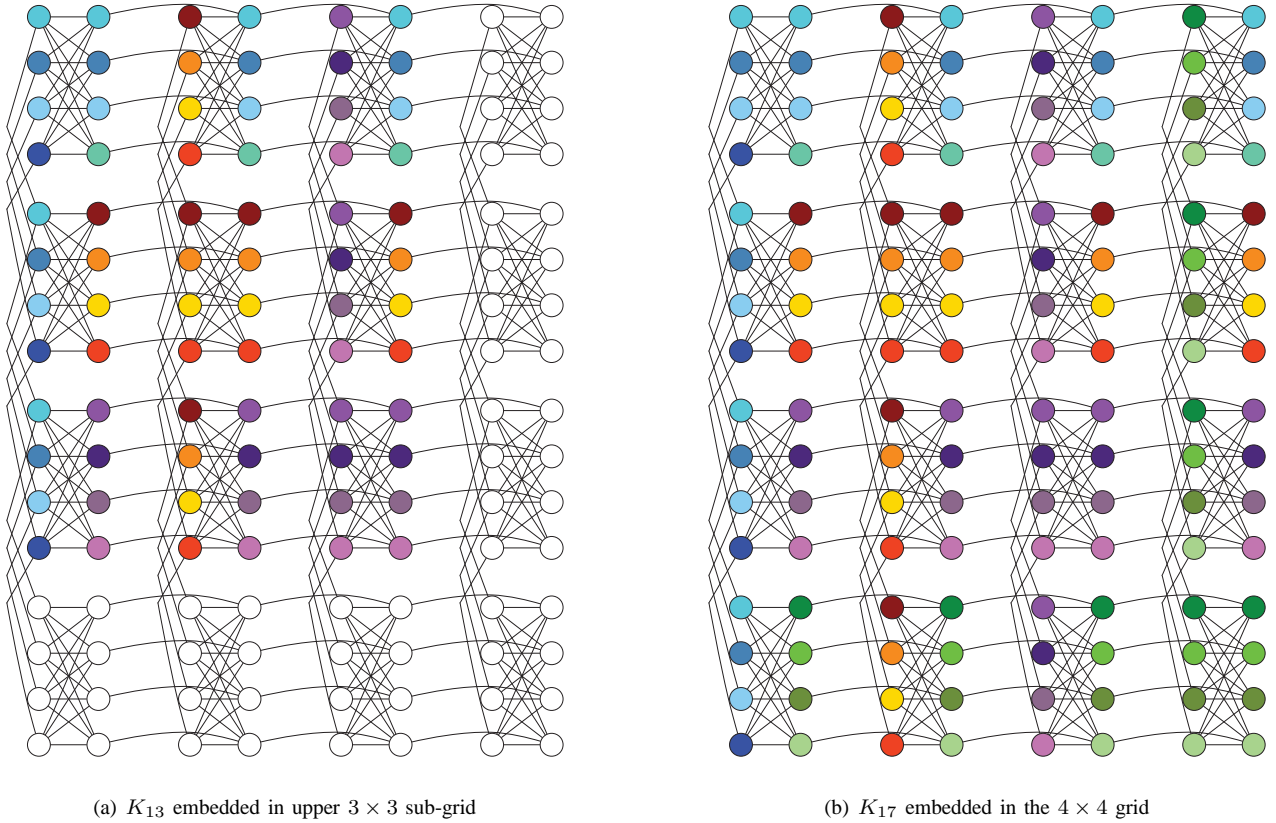 (a) K₁₃ embedded in upper 3 × 3 sub-grid
(b) K₁₇ embedded in the 4 × 4 grid